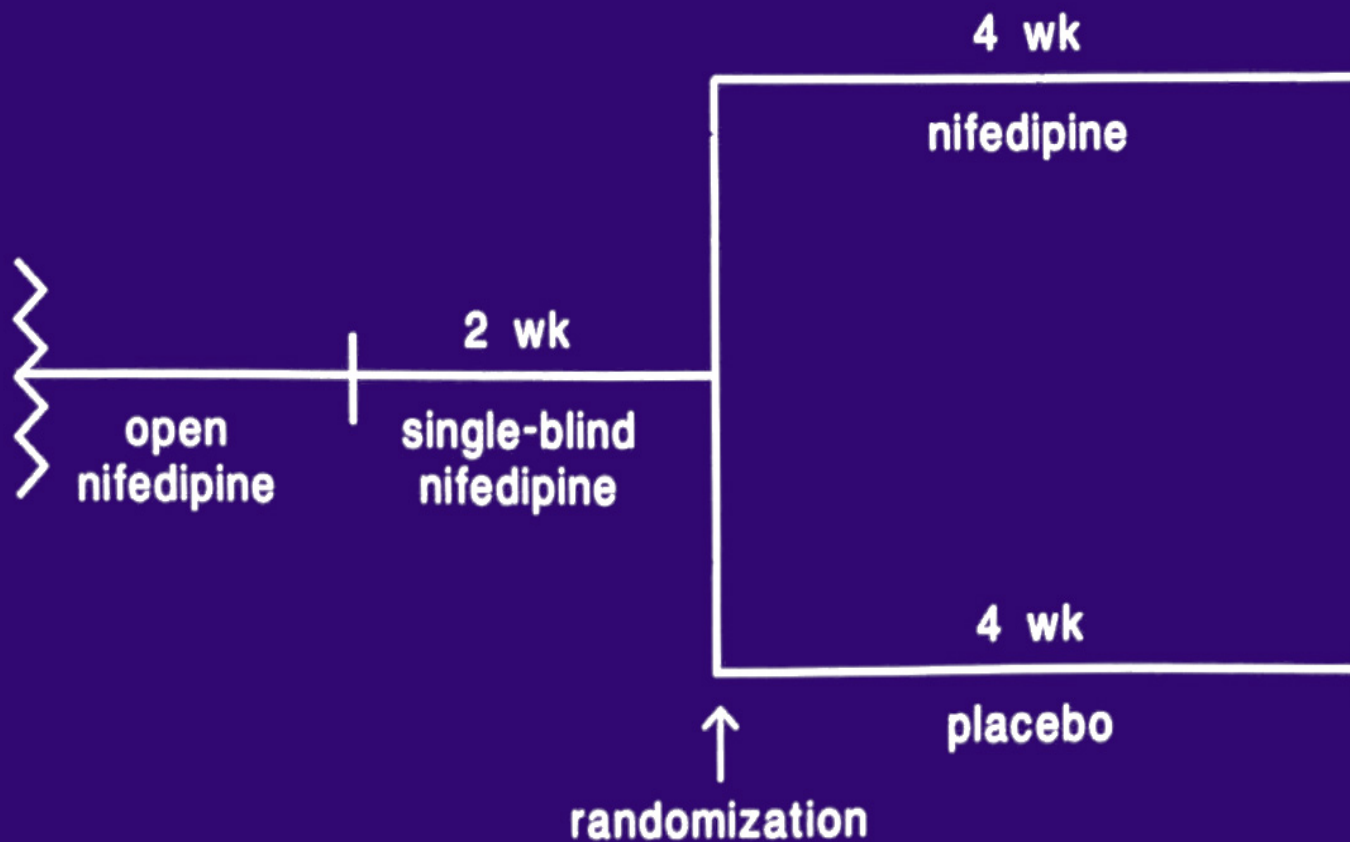 4 wk
nifedipine
2 wk
open
nifedipine
single-blind
nifedipine
4 wk
placebo
randomization